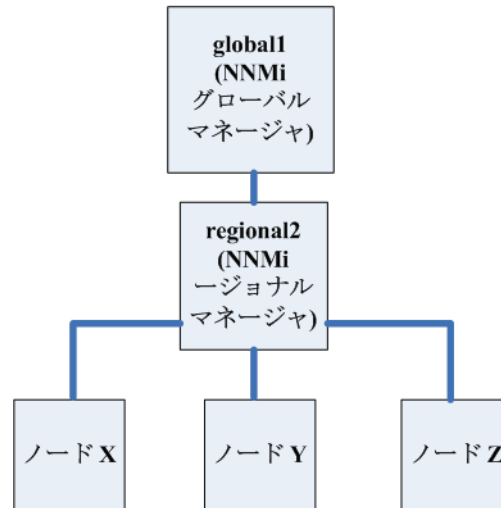 global1
(NNMi
グローバル
マネージャ)
regional2
(NNMi
ージョナル
マネージャ)
ノード X
ノード Y
ノード Z